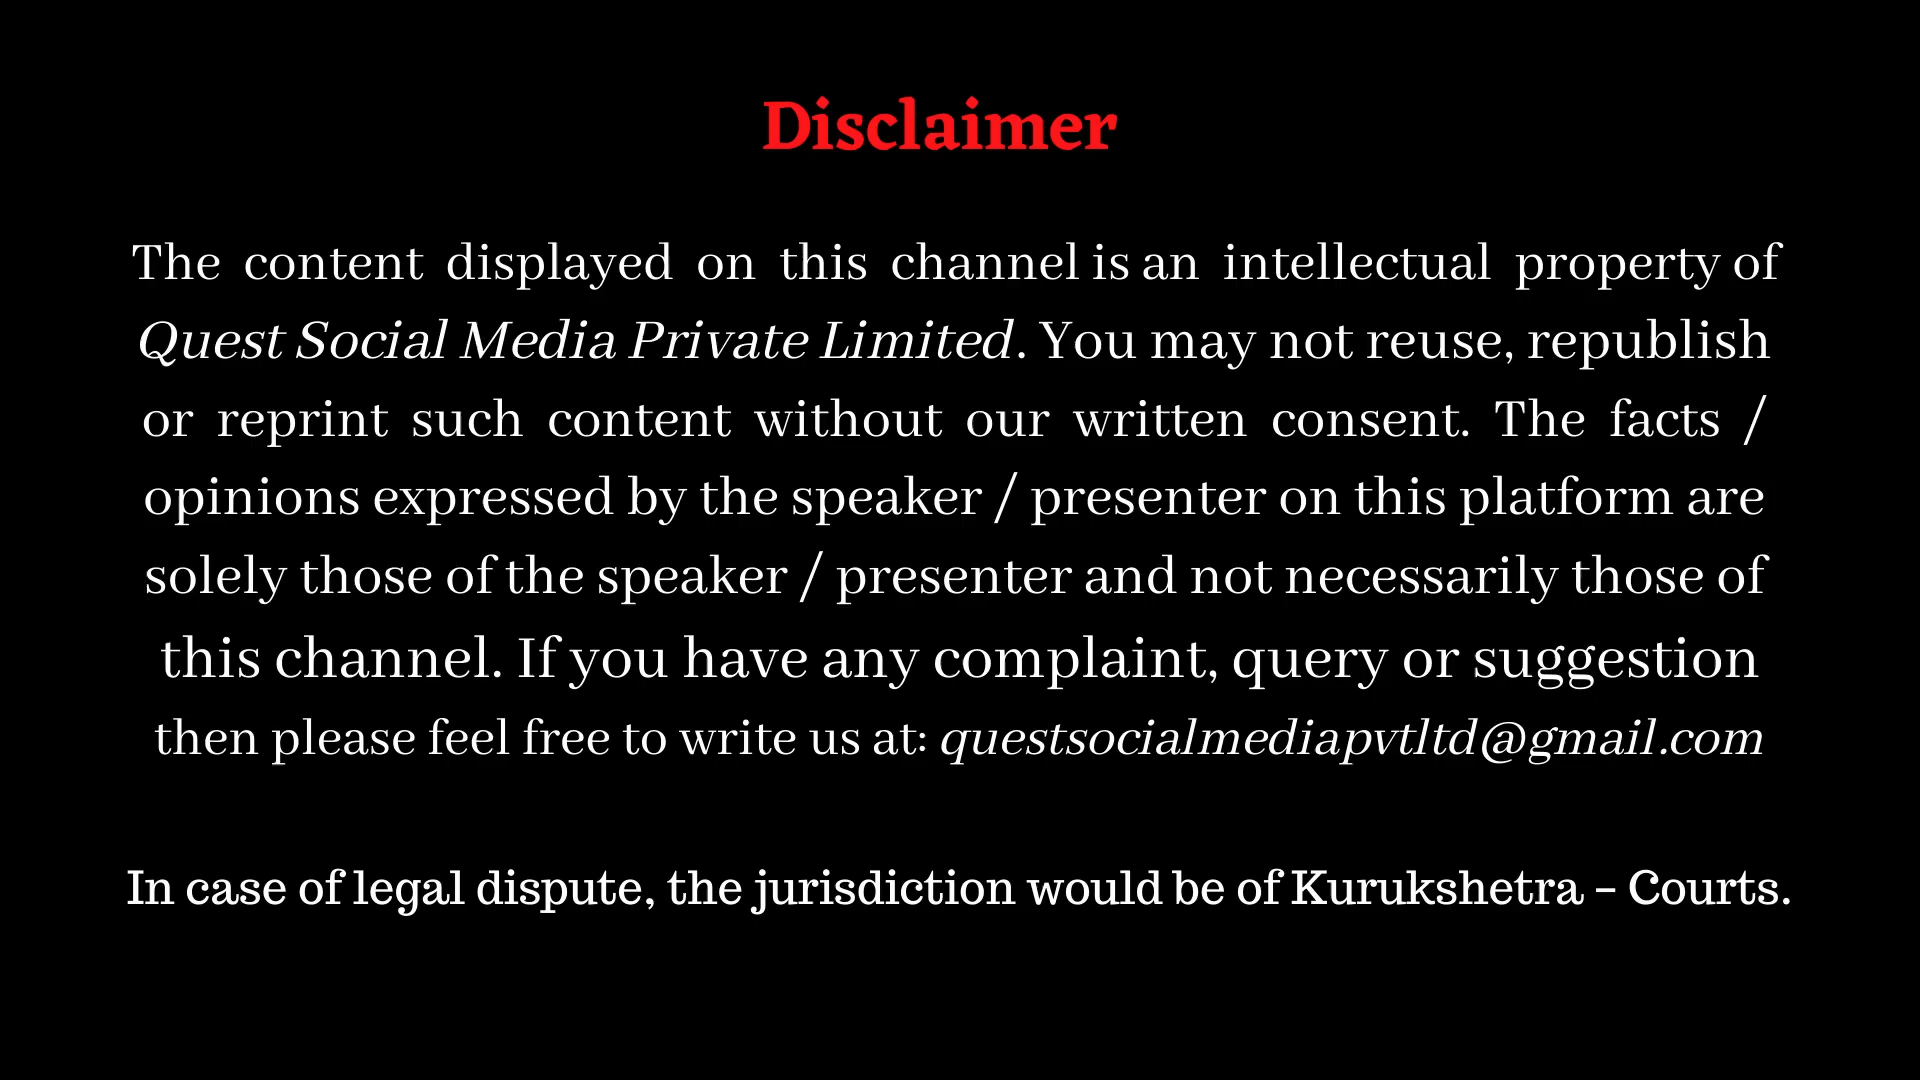 Disclaimer
The content displayed on this channel is an intellectual property of
Quest Social Media Private Limited. You may not reuse, republish
or reprint such content without our written consent. The facts /
opinions expressed by the speaker / presenter on this platform are
solely those of the speaker / presenter and not necessarily those of
this channel. If you have any complaint, query or suggestion
then please feel free to write us at: questsocialmediapvtltd@gmail.com
In case of legal dispute, the jurisdiction would be of Kurukshetra – Courts.